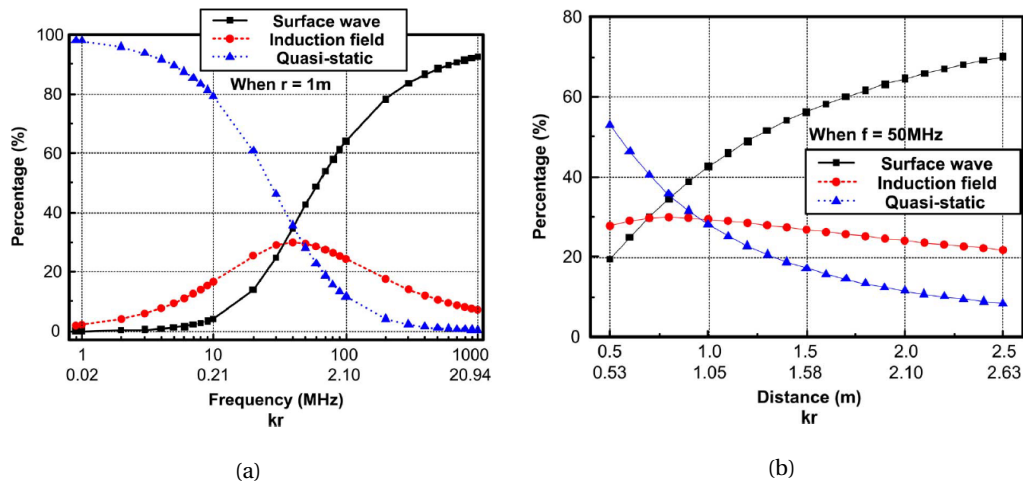 Surface wave
Induction field
Quasi-static
When r = 1m
Percentage (%)
100
80
60
40
20
0
1 10 100 1000
0.02 0.21 2.10 20.94
Frequency (MHz)
kr
(a)
80
60
40
20
0
Percentage (%)
When f = 50MHz
Surface wave
Induction field
Quasi-static
0.5 1.0 1.5 2.0 2.5
0.53 1.05 1.58 2.10 2.63
Distance (m)
kr
(b)